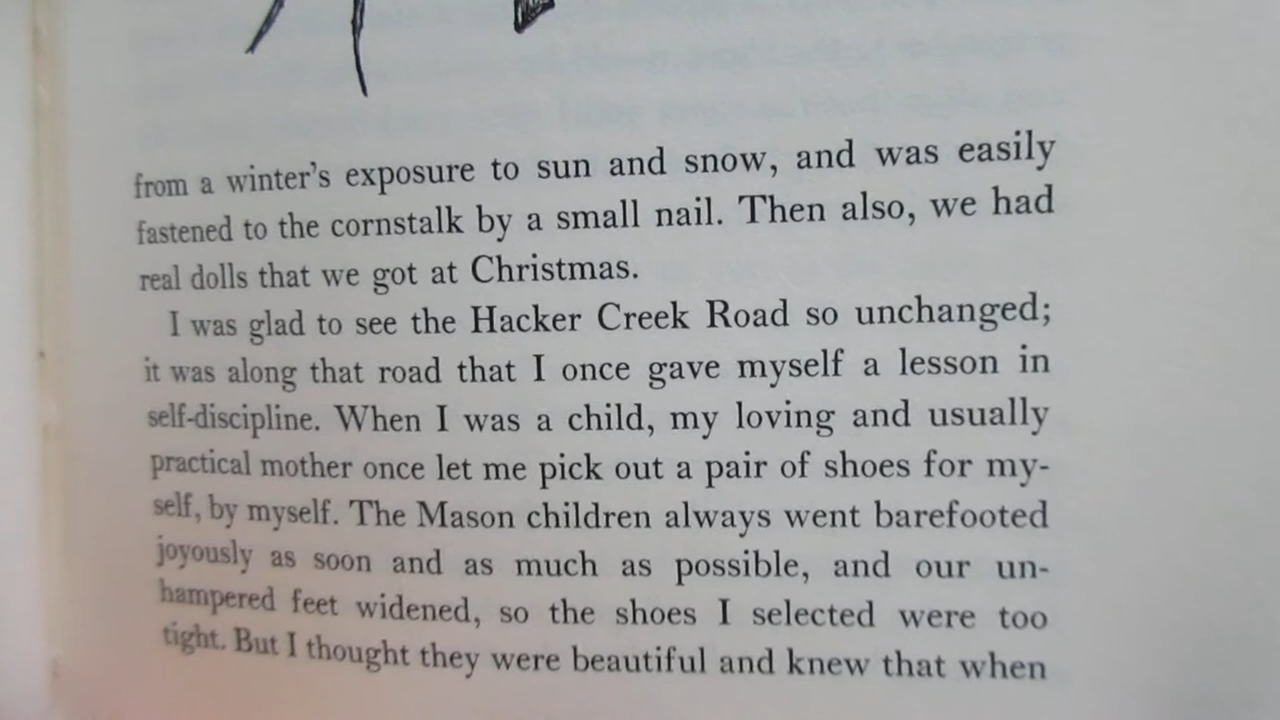 from a winter's exposure to sun and snow, and was easily
fastened to the cornstalk by a small nail. Then also, we had
real dolls that we got at Christmas.
I was glad to see the Hacker Creek Road so unchanged;
it was along that road that I once gave myself a lesson in
self-discipline. When I was a child, my loving and usually
practical mother once let me pick out a pair of shoes for my-
self, by myself. The Mason children always went barefooted
joyously as soon and as much as possible, and our un-
hampered feet widened, so the shoes I selected were too
tight. But I thought they were beautiful and knew that when